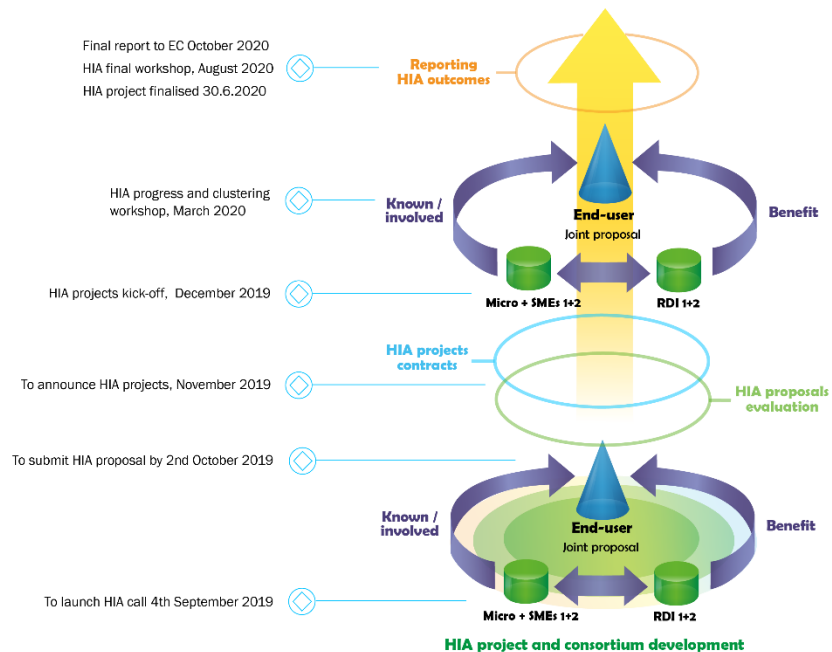 Final report to EC October 2020
HIA final workshop, August 2020
HIA project finalised 30.6.2020
Reporting
HIA outcomes
HIA progress and clustering
workshop, March 2020
Known /
involved
End-user
Joint proposal
Benefit
HIA projects kick-off,  December 2019
Micro + SMEs 1+2
RDI 1+2
HIA projects
contracts
To announce HIA projects, November 2019
HIA proposals
evaluation
To submit HIA proposal by 2nd October 2019
Known /
involved
End-user
Joint proposal
Benefit
To launch HIA call 4th September 2019
Micro + SMEs 1+2
RDI 1+2
HIA project and consortium development